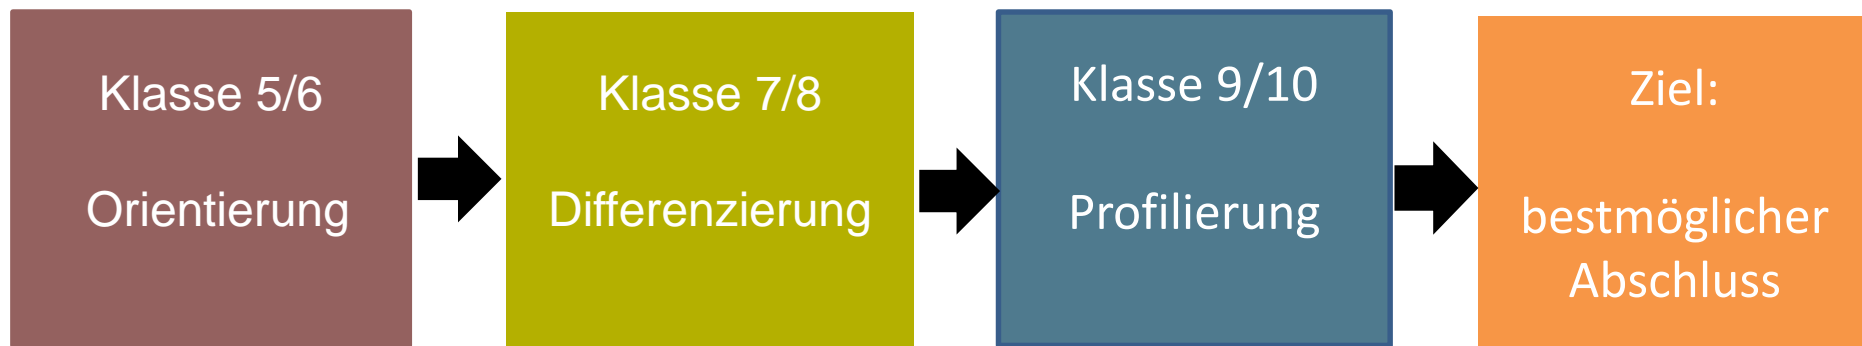 Klasse 5/6
Orientierung
Klasse 7/8
Differenzierung
Klasse 9/10
Profilierung
Ziel:
bestmöglicher
Abschluss